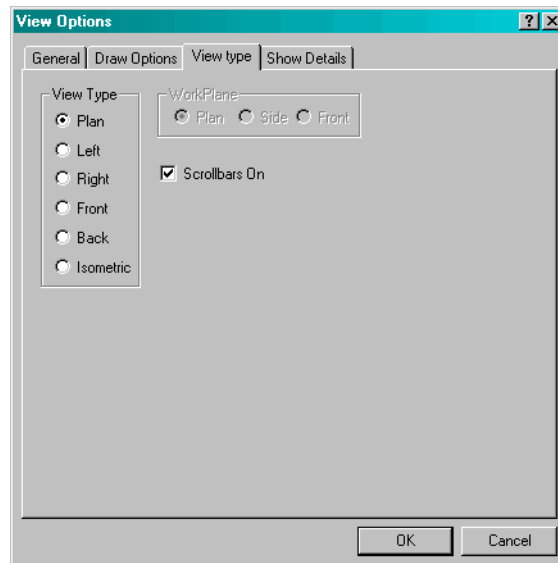 View Options
General Draw Options View type Show Details
View Type
WorkPlane
Plan
Plan Side Front
Left
Right
Scrollbars On
Front
Back
Isometric
OK Cancel